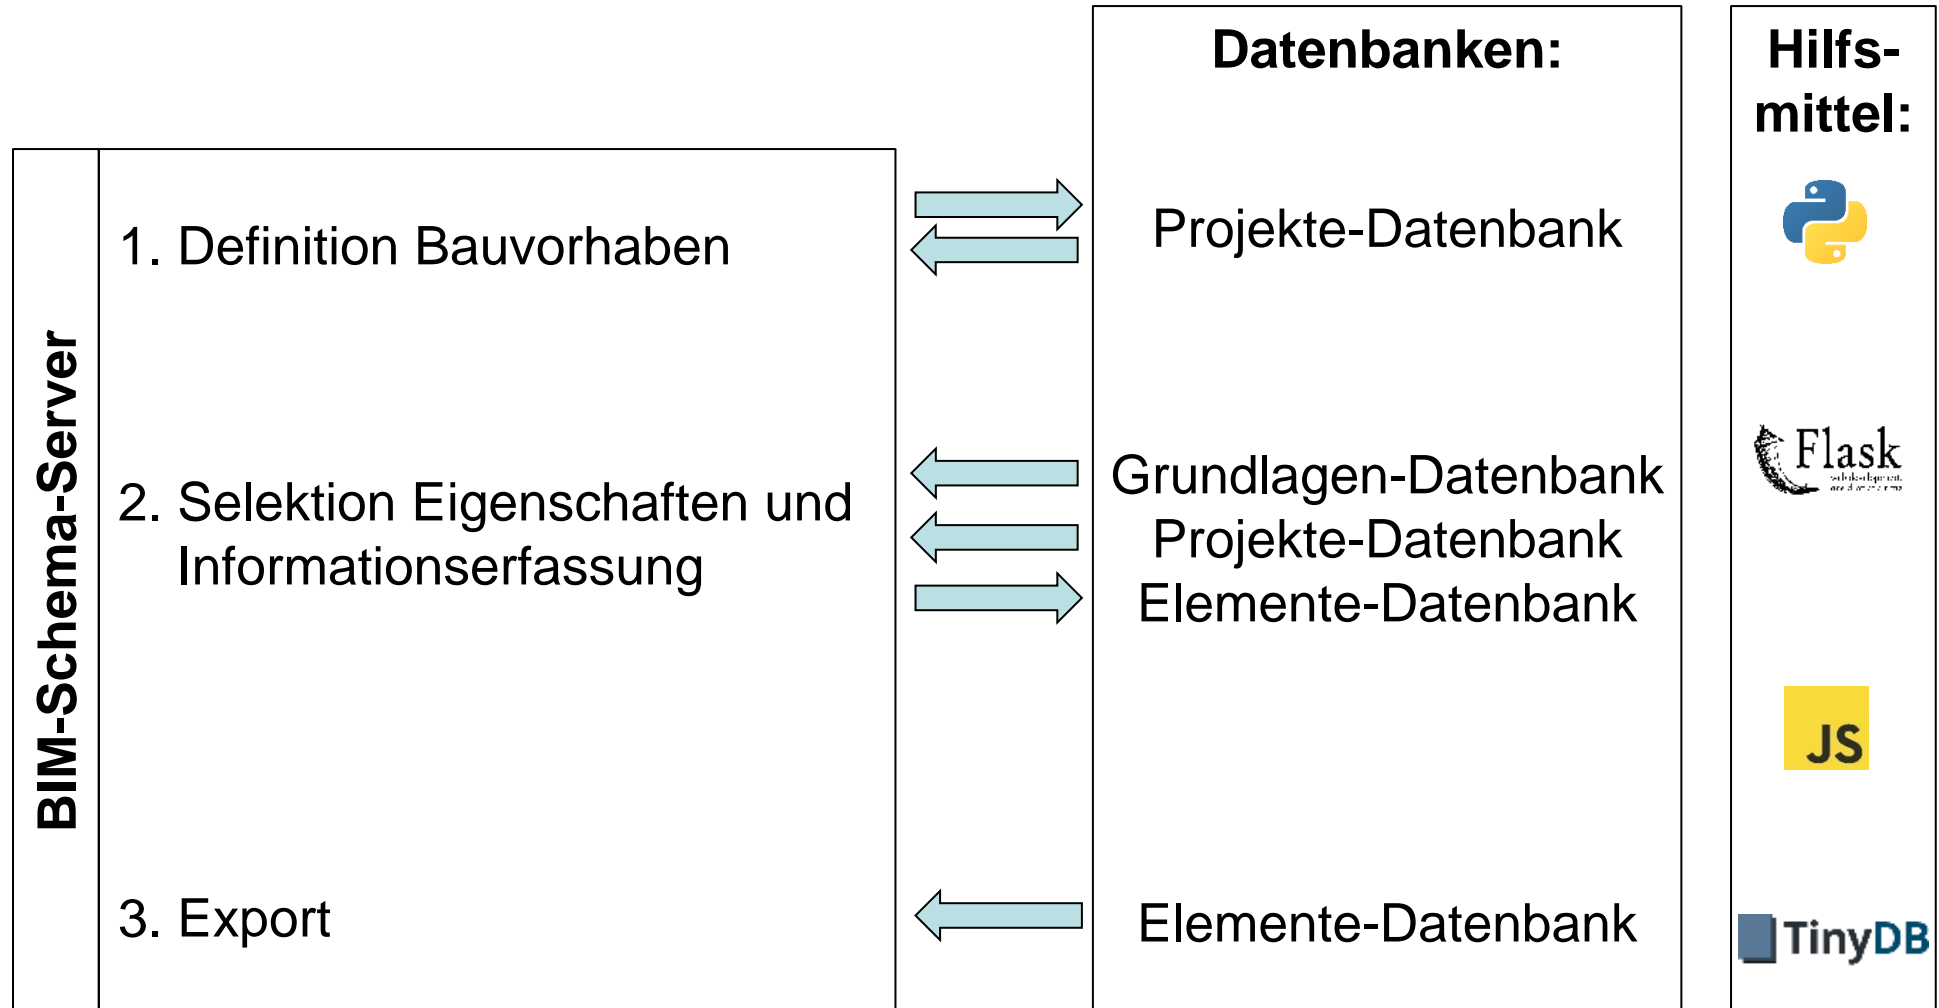 Datenbanken:
Hilfs-
mittel:
BIM-Schema-Server
1. Definition Bauvorhaben
Projekte-Datenbank
2. Selektion Eigenschaften und
Informationserfassung
Grundlagen-Datenbank
Projekte-Datenbank
Elemente-Datenbank
Flask
JS
3. Export
Elemente-Datenbank
TinyDB